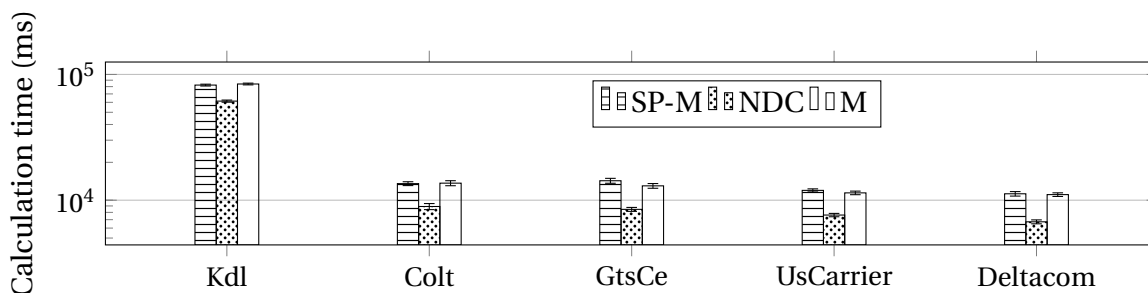 Calculation time (ms)
10^5
10^4
SP-M NDC M
Kdl Colt GtsCe UsCarrier Deltacom